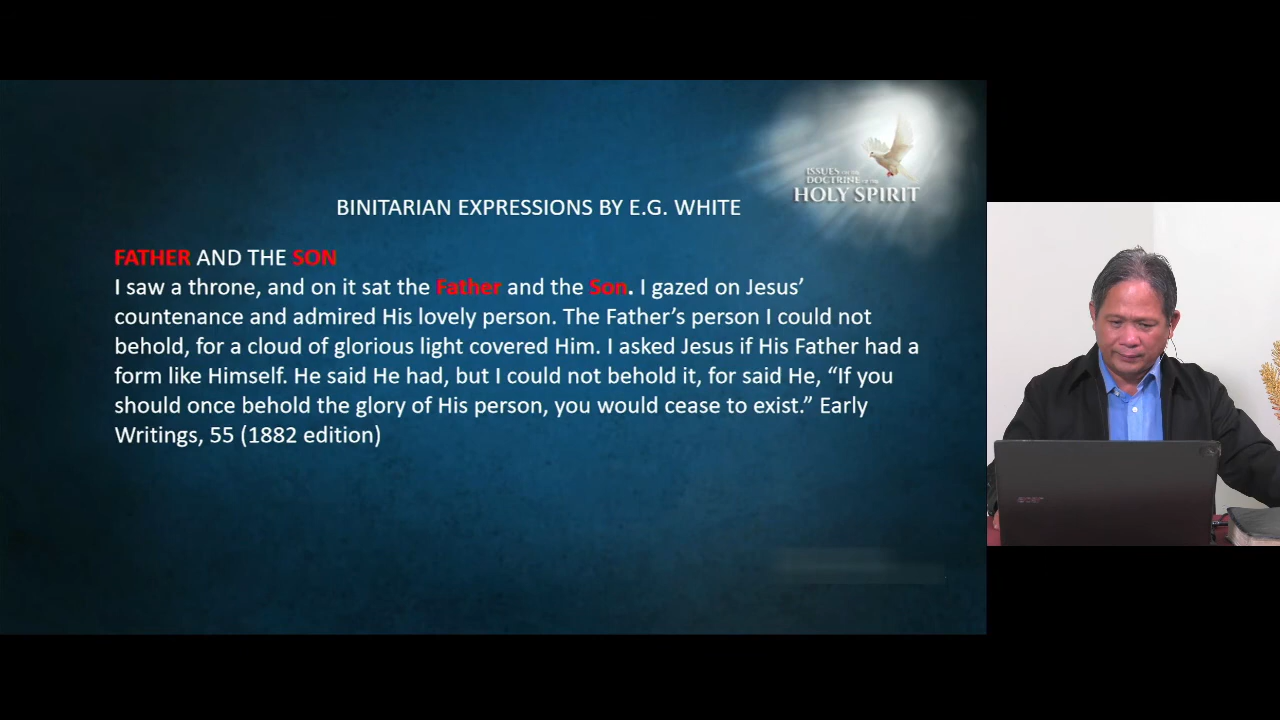 ISSUES ON THE
DOCTRINE OF THE
HOLY SPIRIT
BINITARIAN EXPRESSIONS BY E.G. WHITE
FATHER AND THE SON
I saw a throne, and on it sat the Father and the Son. I gazed on Jesus’
countenance and admired His lovely person. The Father’s person I could not
behold, for a cloud of glorious light covered Him. I asked Jesus if His Father had a
form like Himself. He said He had, but I could not behold it, for said He, “If you
should once behold the glory of His person, you would cease to exist.” Early
Writings, 55 (1882 edition)
acer